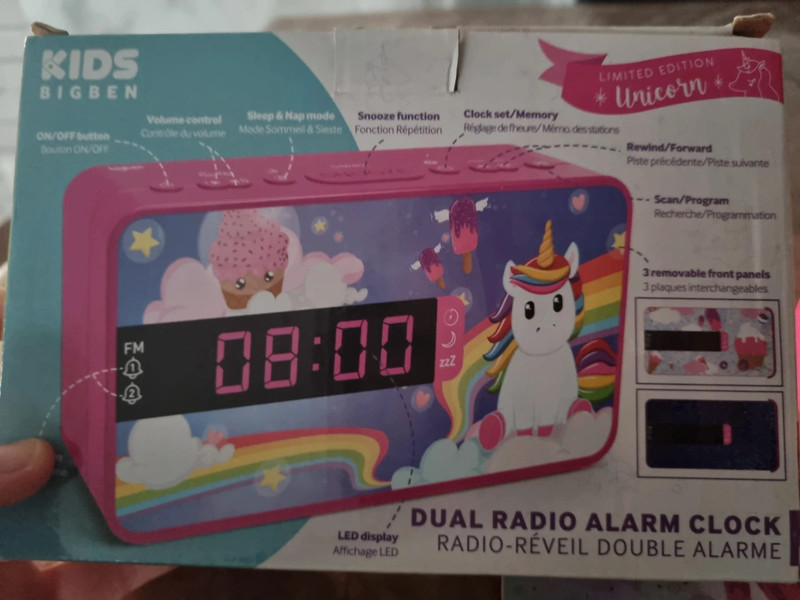 KIDS
BIGBEN
LIMITED EDITION
Unicorn
ON/OFF button
Bouton ON/OFF
Volume control
Contrôle du volume
Sleep & Nap mode
Mode Sommeil & Sieste
Snooze function
Fonction Répétition
Clock set/Memory
Réglage de l'heure/Mémo. des stations
Rewind/Forward
Piste précédente/Piste suivante
Scan/Program
Recherche/Programmation
3 removable front panels
3 plaques interchangeables
FM
1
2
08:00
zzZ
LED display
Affichage LED
DUAL RADIO ALARM CLOCK
RADIO-RÉVEIL DOUBLE ALARME